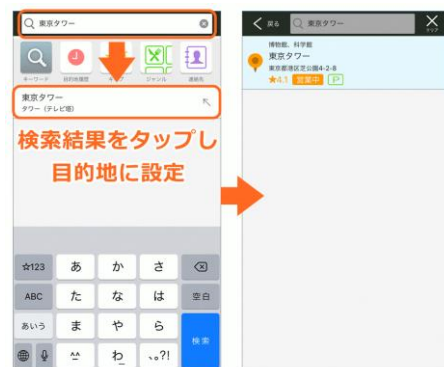 東京タワー
キーワード
目的地履歴
ジャンル
連絡先
東京タワー
タワー（テレビ塔）
検索結果をタップし
目的地に設定
☆123
あ
か
さ
ABC
た
な
は
空白
あいう
ま
や
ら
検索
^^
わ
、。?!
戻る
東京タワー
クリア
博物館、科学館
東京タワー
東京都港区芝公園4-2-8
★4.1 営業中 P